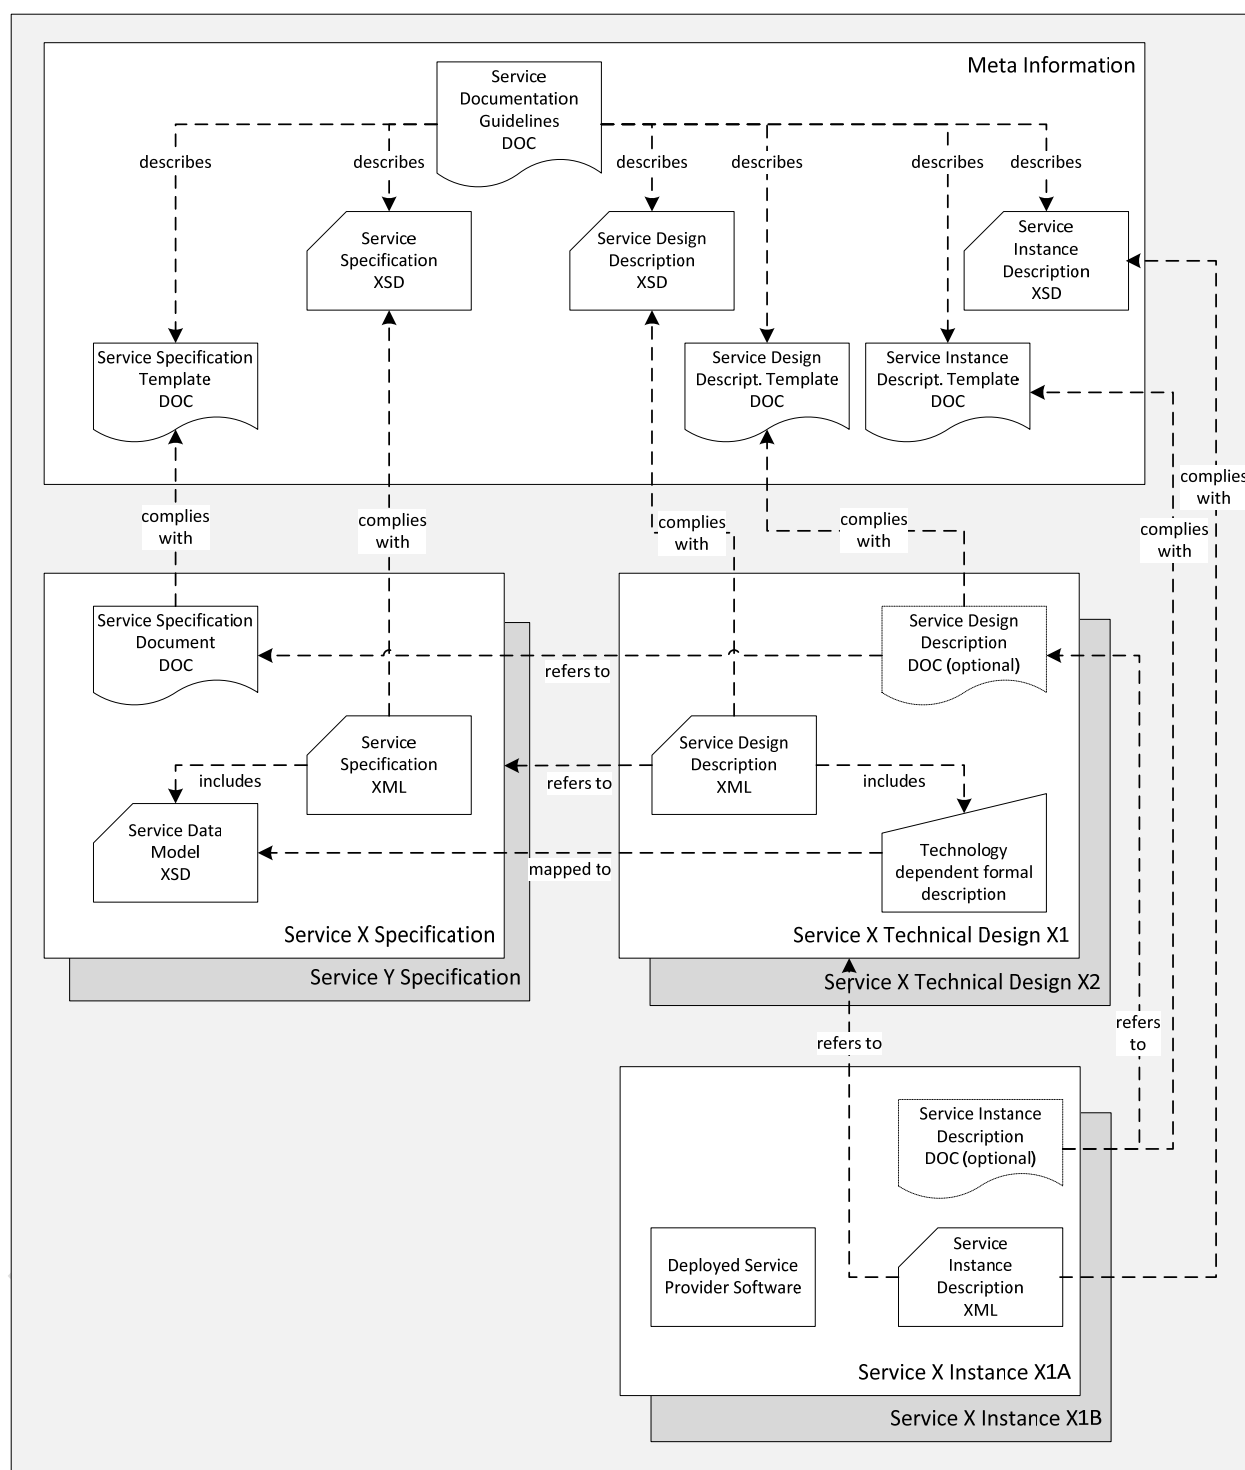 Meta Information
Service
Documentation
Guidelines
DOC
describes
describes
describes
describes
describes
describes
Service
Specification
XSD
Service Design
Description
XSD
Service
Instance
Description
XSD
Service Specification
Template
DOC
Service Design
Descript. Template
DOC
Service Instance
Descript. Template
DOC
complies
with
complies
with
complies
with
complies
with
complies
with
complies
with
Service Specification
Document
DOC
Service Design
Description
DOC (optional)
refers to
Service
Specification
XML
Service Design
Description
XML
includes
refers to
includes
Service Data
Model
XSD
mapped to
Technology
dependent formal
description
Service X Specification
Service X Technical Design X1
Service Y Specification
Service X Technical Design X2
refers to
refers
to
Service Instance
Description
DOC (optional)
Deployed Service
Provider Software
Service
Instance
Description
XML
Service X Instance X1A
Service X Instance X1B